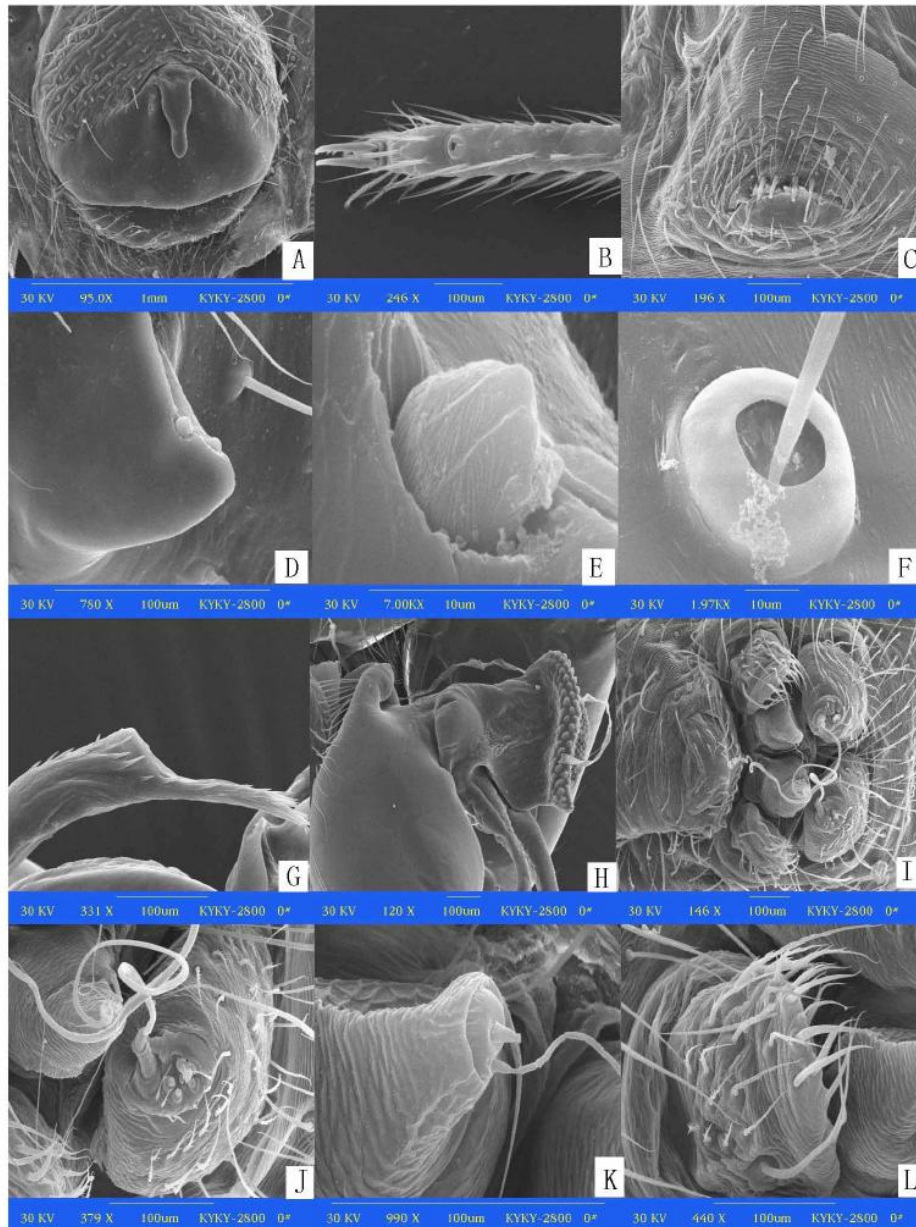 A
B
C
30 KV 95.0X 1mm KYKY-2800 0#
30 KV 246 X 100um KYKY-2800 0#
30 KV 196 X 100um KYKY-2800 0#
D
E
F
30 KV 780 X 100um KYKY-2800 0#
30 KV 7.00KX 10um KYKY-2800 0#
30 KV 1.97KX 10um KYKY-2800 0#
G
H
I
30 KV 331 X 100um KYKY-2800 0#
30 KV 120 X 100um KYKY-2800 0#
30 KV 146 X 100um KYKY-2800 0#
J
K
L
30 KV 379 X 100um KYKY-2800 0#
30 KV 990 X 100um KYKY-2800 0#
30 KV 440 X 100um KYKY-2800 0#